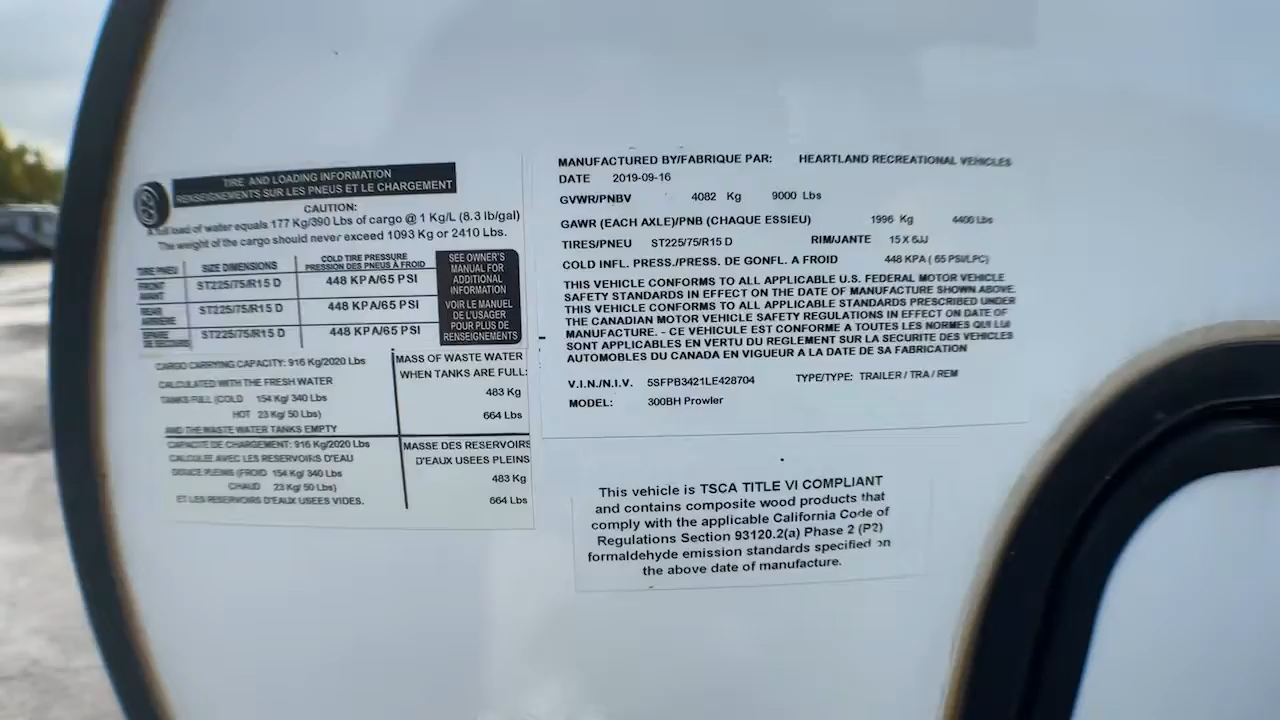 TIRE AND LOADING INFORMATION
RENSEIGNEMENTS SUR LES PNEUS ET LE CHARGEMENT
CAUTION:
A full load of water equals 177 Kg/390 Lbs of cargo @ 1 Kg/L (8.3 lb/gal)
The weight of the cargo should never exceed 1093 Kg or 2410 Lbs.
TIRE PNEU SIZE DIMENSIONS COLD TIRE PRESSURE
PRESSION DES PNEUS À FROID
FRONT
AVANT ST225/75/R15 D 448 KPA/65 PSI
REAR
ARRIERE ST225/75/R15 D 448 KPA/65 PSI
SPARE
DE SECOURS ST225/75/R15 D 448 KPA/65 PSI
SEE OWNER'S
MANUAL FOR
ADDITIONAL
INFORMATION
VOIR LE MANUEL
DE L'USAGER
POUR PLUS DE
RENSEIGNEMENTS
CARGO CARRYING CAPACITY: 916 Kg/2020 Lbs
CALCULATED WITH THE FRESH WATER
TANKS FULL (COLD 154 Kg/ 340 Lbs
HOT 23 Kg/ 50 Lbs)
AND THE WASTE WATER TANKS EMPTY
MASS OF WASTE WATER
WHEN TANKS ARE FULL:
483 Kg
664 Lbs
CAPACITE DE CHARGEMENT: 916 Kg/2020 Lbs
CALCULÉE AVEC LES RESERVOIRS D'EAU
DOUCE PLEINS (FROID 154 Kg/ 340 Lbs
CHAUD 23 Kg/ 50 Lbs)
ET LES RESERVOIRS D'EAUX USEES VIDES.
MASSE DES RESERVOIRS
D'EAUX USEES PLEINS
483 Kg
664 Lbs
MANUFACTURED BY/FABRIQUE PAR: HEARTLAND RECREATIONAL VEHICLES
DATE 2019-09-16
GVWR/PNBV 4082 Kg 9000 Lbs
GAWR (EACH AXLE)/PNB (CHAQUE ESSIEU) 1996 Kg 4400 Lbs
TIRES/PNEU ST225/75/R15 D RIM/JANTE 15 X 6JJ
COLD INFL. PRESS./PRESS. DE GONFL. A FROID 448 KPA ( 65 PSI/LPC)
THIS VEHICLE CONFORMS TO ALL APPLICABLE U.S. FEDERAL MOTOR VEHICLE
SAFETY STANDARDS IN EFFECT ON THE DATE OF MANUFACTURE SHOWN ABOVE.
THIS VEHICLE CONFORMS TO ALL APPLICABLE STANDARDS PRESCRIBED UNDER
THE CANADIAN MOTOR VEHICLE SAFETY REGULATIONS IN EFFECT ON DATE OF
MANUFACTURE. - CE VEHICULE EST CONFORME A TOUTES LES NORMES QUI LUI
SONT APPLICABLES EN VERTU DU REGLEMENT SUR LA SECURITE DES VEHICLES
AUTOMOBILES DU CANADA EN VIGUEUR A LA DATE DE SA FABRICATION
V.I.N./N.I.V. 5SFPB3421LE428704 TYPE/TYPE: TRAILER / TRA / REM
MODEL: 300BH Prowler
This vehicle is TSCA TITLE VI COMPLIANT
and contains composite wood products that
comply with the applicable California Code of
Regulations Section 93120.2(a) Phase 2 (P2)
formaldehyde emission standards specified on
the above date of manufacture.